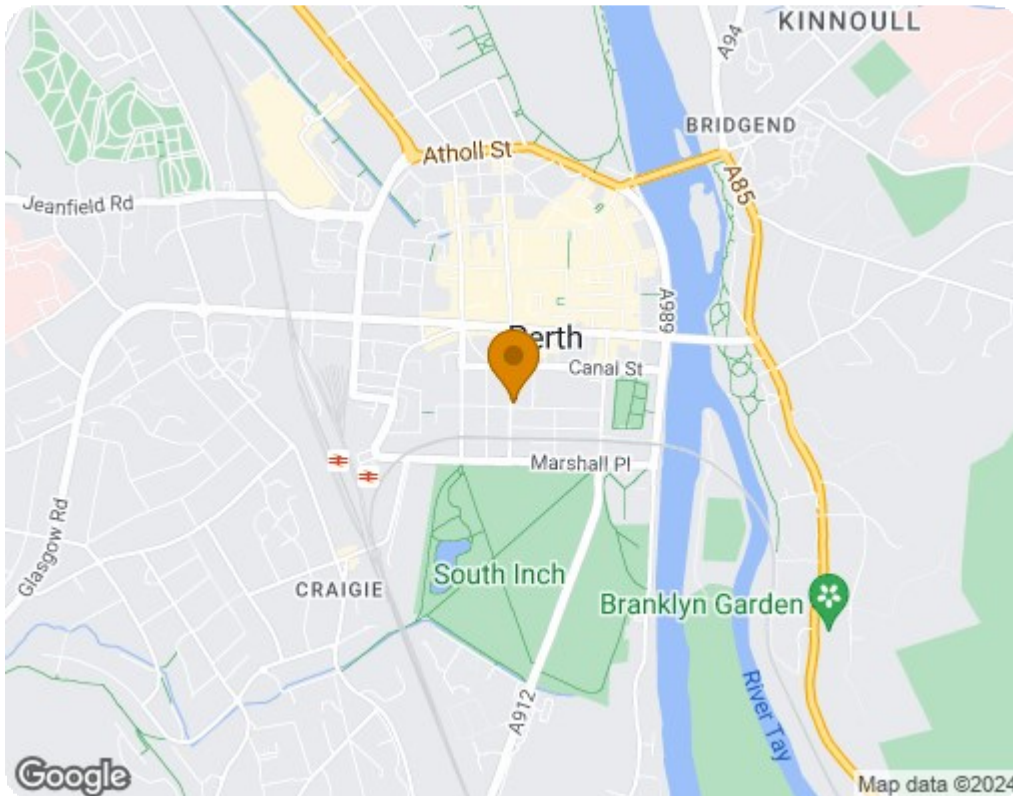 KINNOULL
A94
BRIDGEND
Atholl St
A85
Jeanfield Rd
A989
Perth
Canal St
Marshall Pl
Glasgow Rd
South Inch
CRAIGIE
Branklyn Garden
River Tay
A912
Google
Map data ©2024